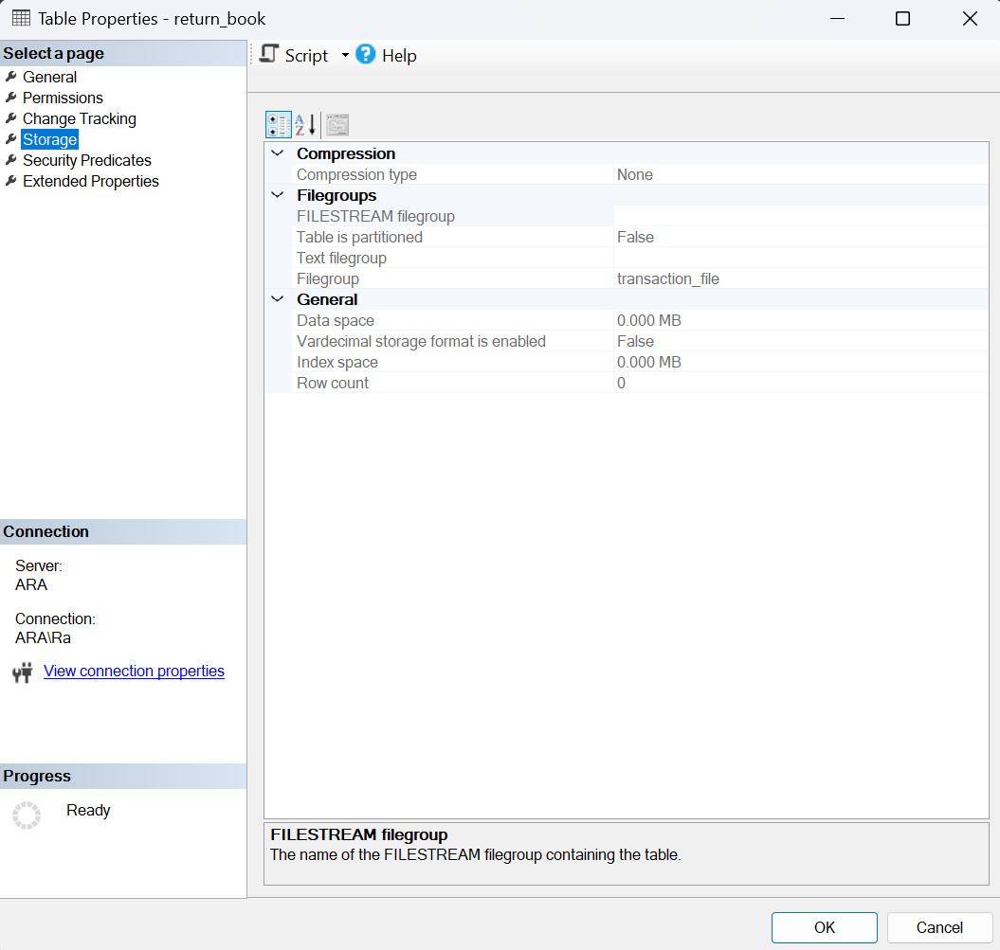 Table Properties - return_book
Select a page
General
Permissions
Change Tracking
Storage
Security Predicates
Extended Properties
Connection
Server:
ARA
Connection:
ARA\Ra
View connection properties
Progress
Ready
Script
Help
Compression
Compression type None
Filegroups
FILESTREAM filegroup
Table is partitioned False
Text filegroup
Filegroup transaction_file
General
Data space 0.000 MB
Vardecimal storage format is enabled False
Index space 0.000 MB
Row count 0
FILESTREAM filegroup
The name of the FILESTREAM filegroup containing the table.
OK Cancel